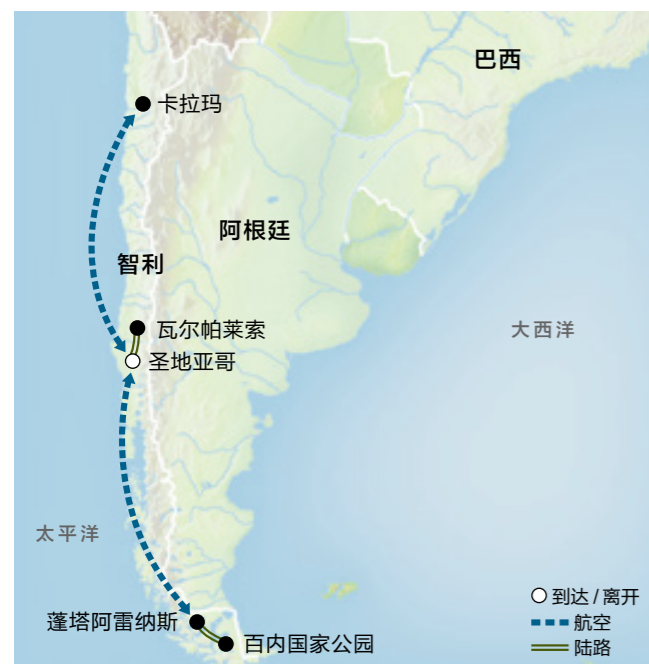 巴西
卡拉玛
阿根廷
智利
瓦尔帕莱索
大西洋
圣地亚哥
太平洋
到达 / 离开
蓬塔阿雷纳斯
航空
百内国家公园
陆路